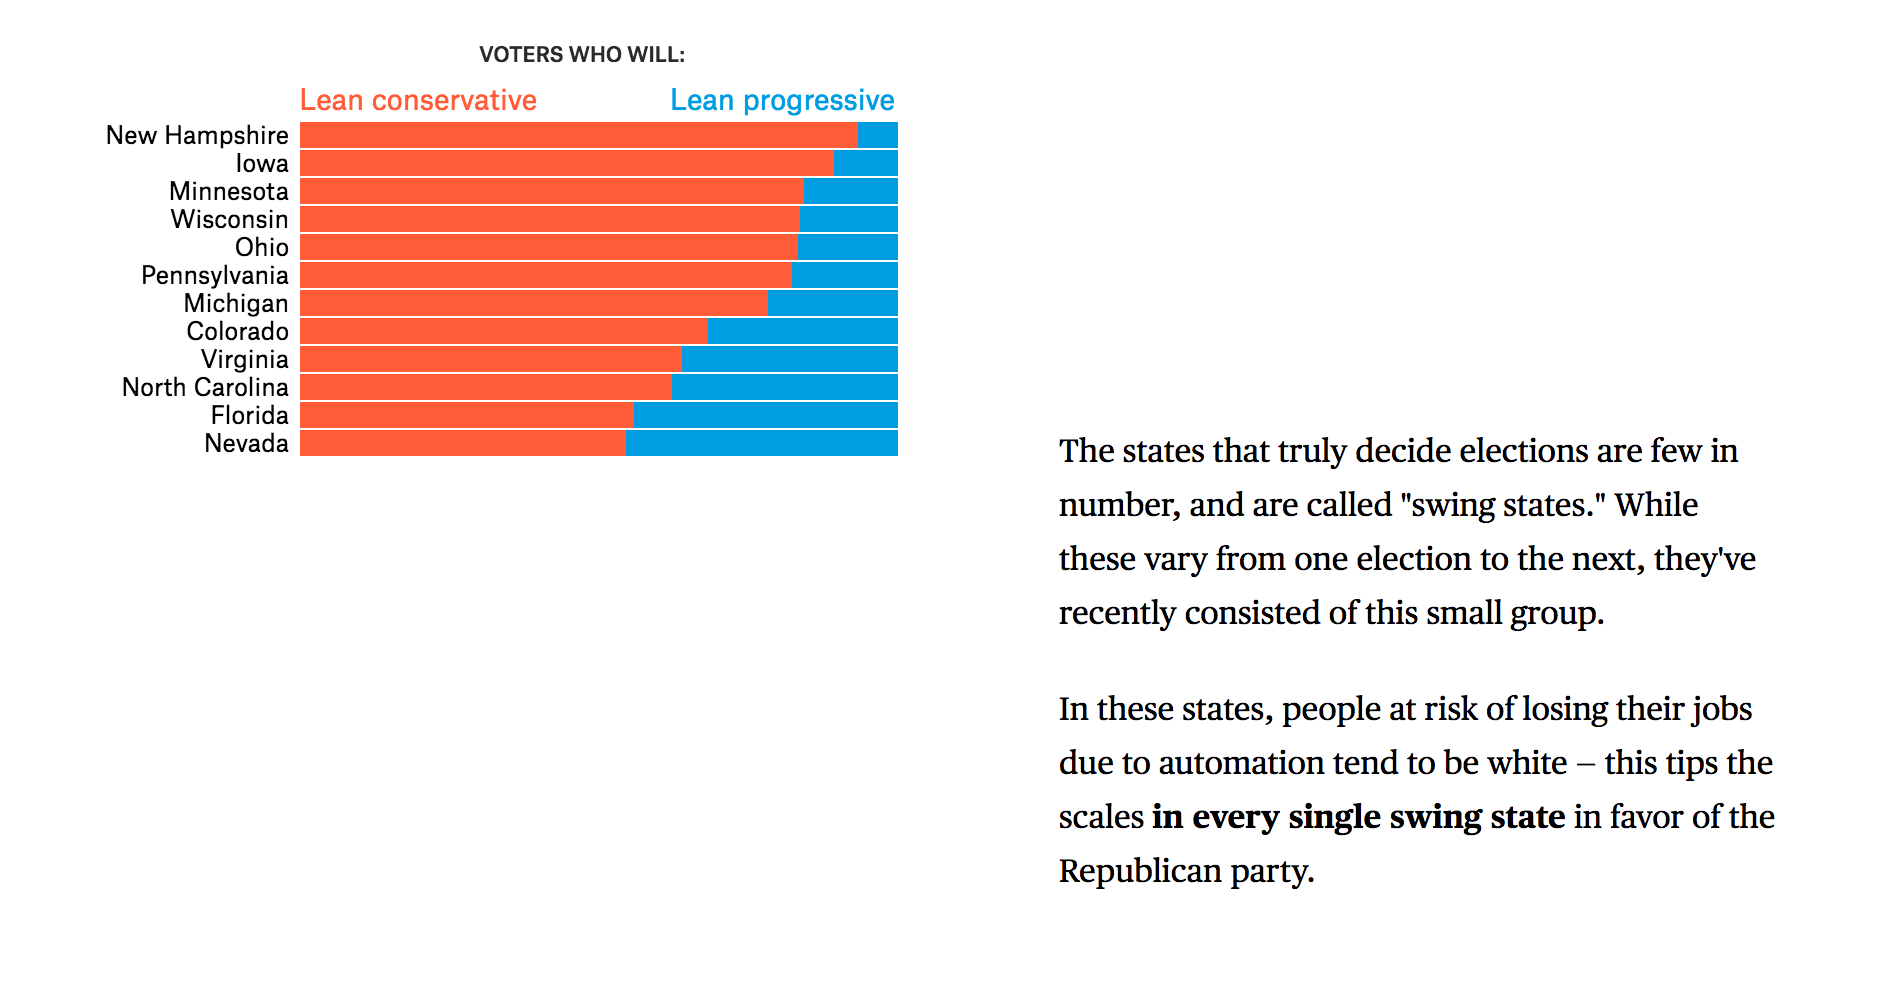 VOTERS WHO WILL:
Lean conservative
Lean progressive
New Hampshire
Iowa
Minnesota
Wisconsin
Ohio
Pennsylvania
Michigan
Colorado
Virginia
North Carolina
Florida
Nevada
The states that truly decide elections are few in
number, and are called "swing states." While
these vary from one election to the next, they've
recently consisted of this small group.
In these states, people at risk of losing their jobs
due to automation tend to be white – this tips the
scales in every single swing state in favor of the
Republican party.